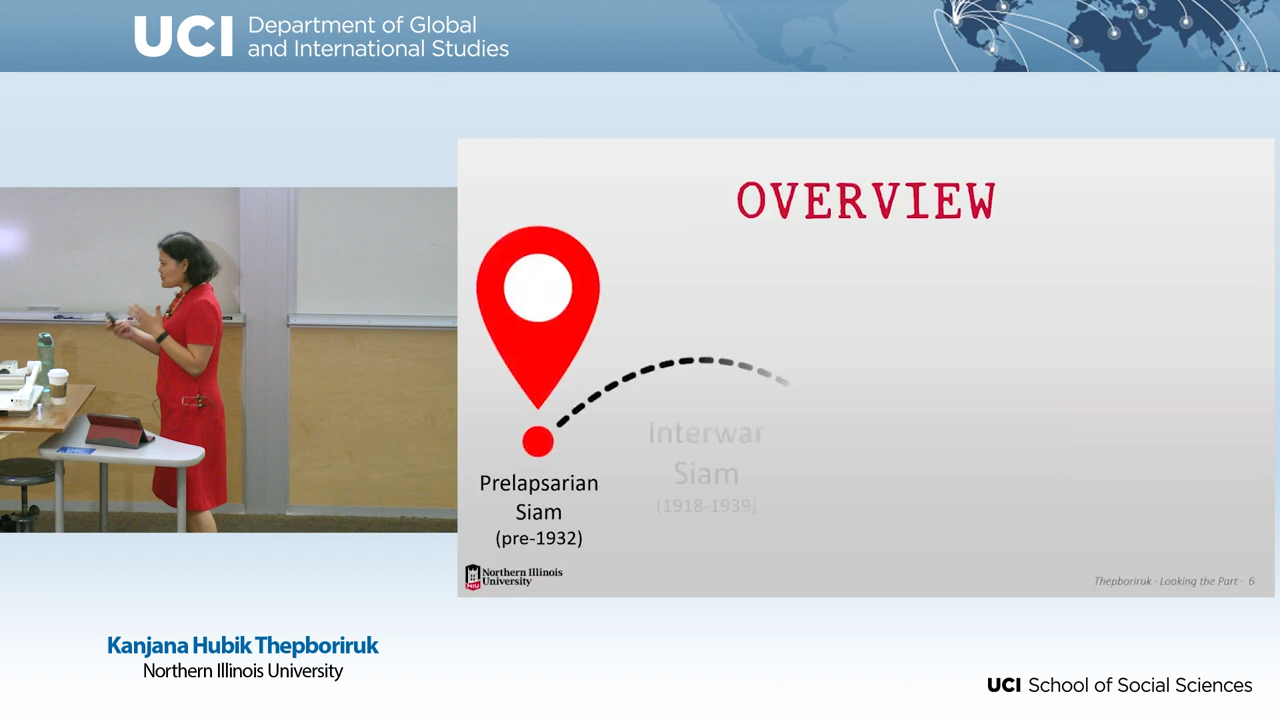 UCI Department of Global
and International Studies
OVERVIEW
Prelapsarian
Siam
(pre-1932)
Interwar
Siam
(1918-1939)
NIU Northern Illinois
University
Thepboriruk - Looking the Part - 6
Kanjana Hubik Thepboriruk
Northern Illinois University
UCI School of Social Sciences